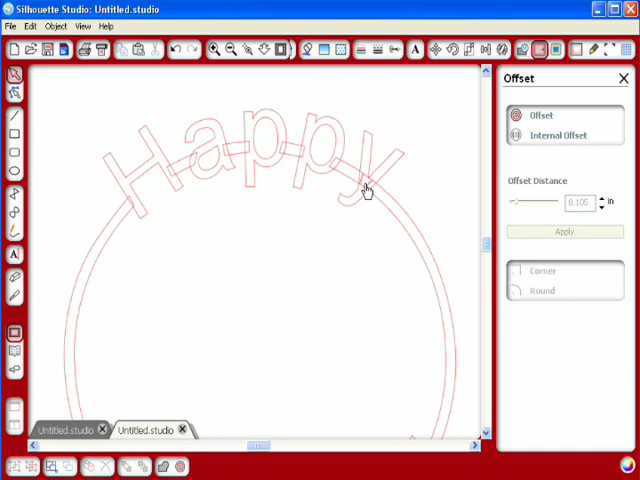 Silhouette Studio: Untitled.studio
File Edit Object View Help
A
Offset
Offset
Internal Offset
Offset Distance
0.105 in
Apply
Corner
Round
Happy
A
Untitled.studio
Untitled.studio